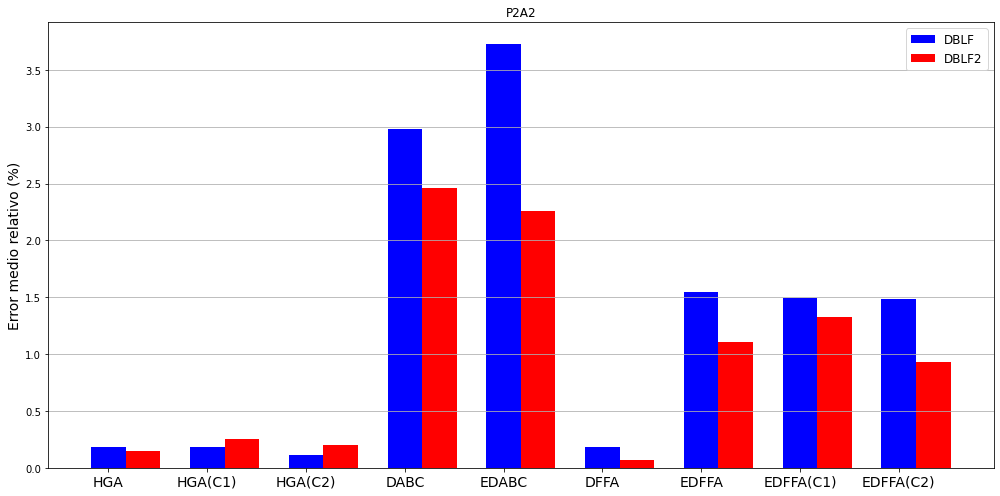 P2A2
DBLF
DBLF2
Error medio relativo (%)
3.5
3.0
2.5
2.0
1.5
1.0
0.5
0.0
HGA HGA(C1) HGA(C2) DABC EDABC DFFA EDFFA EDFFA(C1) EDFFA(C2)